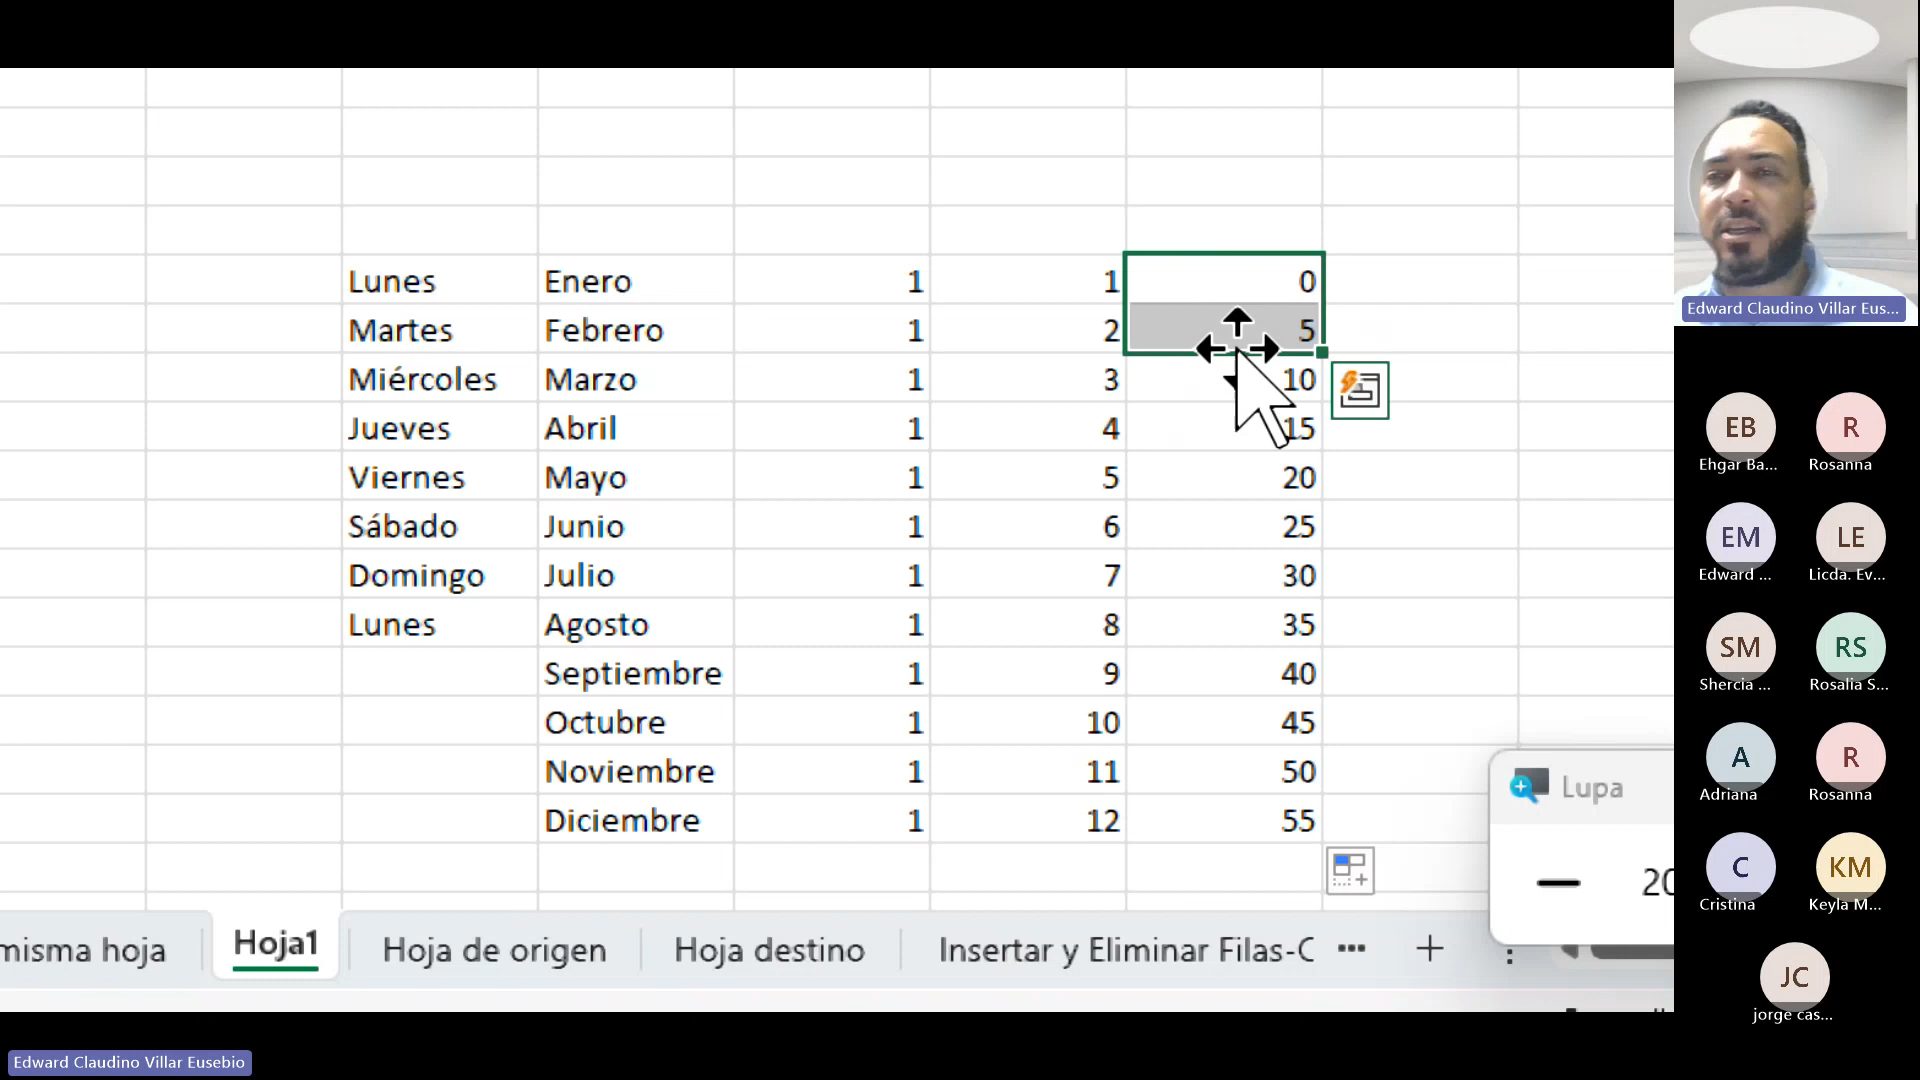 Lunes Enero 1 1 0
Martes Febrero 1 2 5
Miércoles Marzo 1 3 10
Jueves Abril 1 4 15
Viernes Mayo 1 5 20
Sábado Junio 1 6 25
Domingo Julio 1 7 30
Lunes Agosto 1 8 35
Septiembre 1 9 40
Octubre 1 10 45
Noviembre 1 11 50
Diciembre 1 12 55
Lupa
20
misma hoja Hoja1 Hoja de origen Hoja destino Insertar y Eliminar Filas-C ••• +
Edward Claudino Villar Eusebio
Edward Claudino Villar Eus...
EB R
Ehgar Ba... Rosanna
EM LE
Edward ... Licda. Ev...
SM RS
Shercia ... Rosalia S...
A R
Adriana Rosanna
C KM
Cristina Keyla M...
JC
jorge cas...